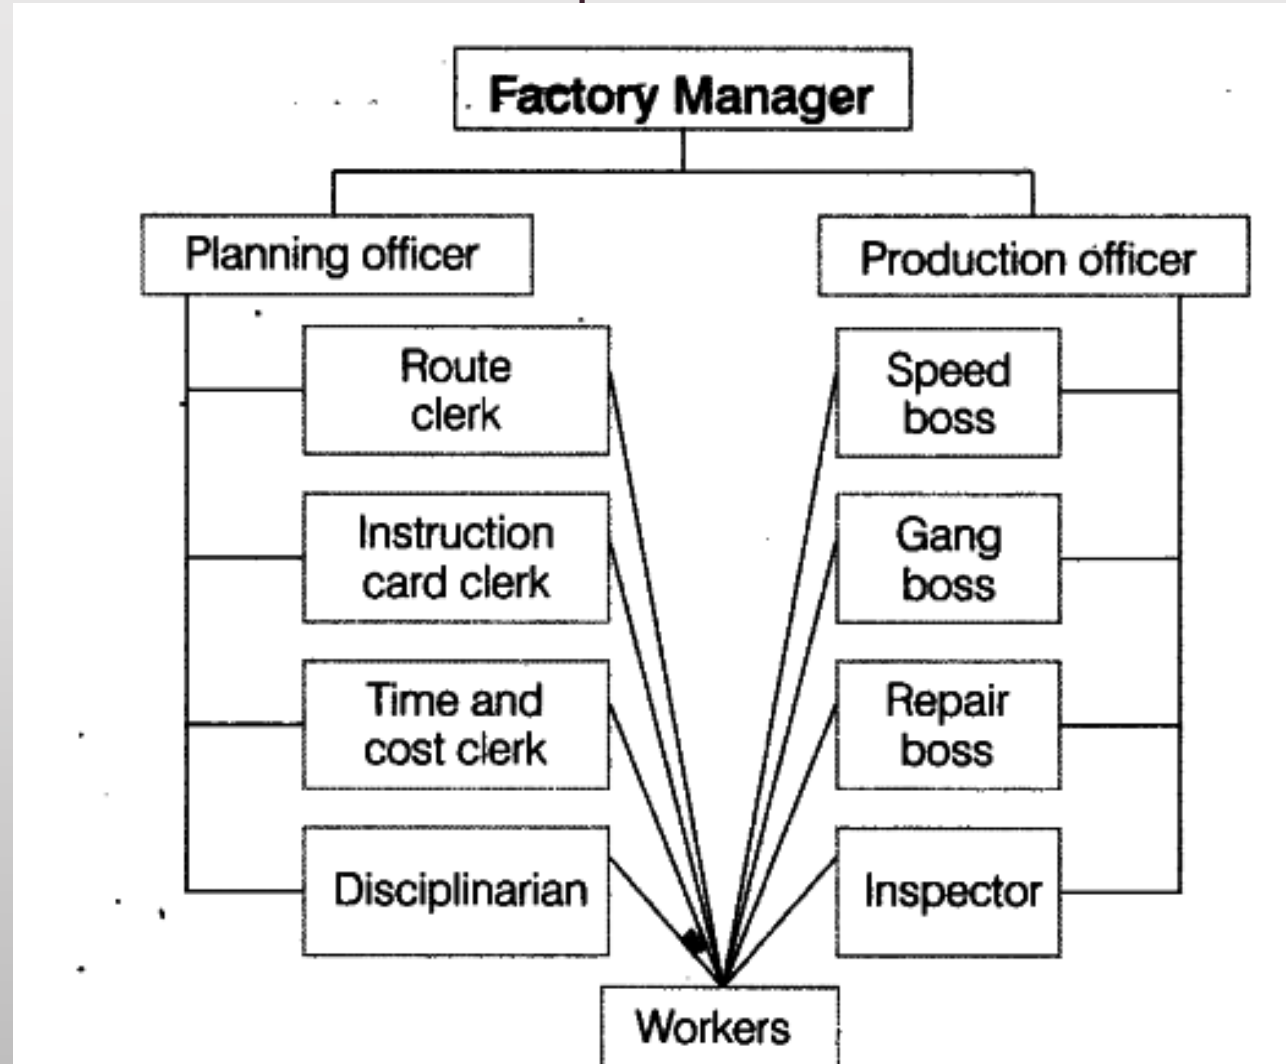 Factory Manager
Planning officer
Production officer
Route
clerk
Speed
boss
Instruction
card clerk
Gang
boss
Time and
cost clerk
Repair
boss
Disciplinarian
Inspector
Workers